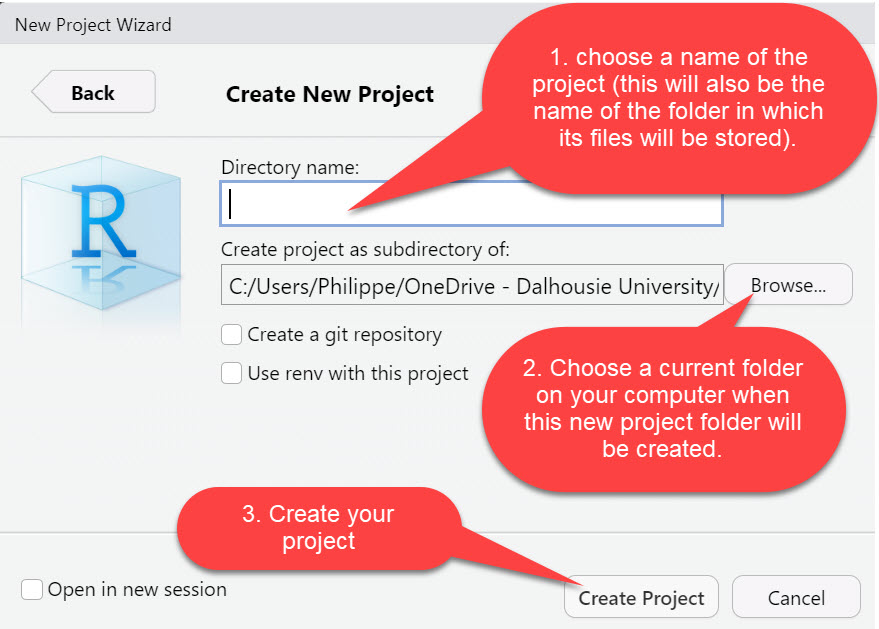 New Project Wizard
Back
Create New Project
1. choose a name of the
project (this will also be the
name of the folder in which
its files will be stored).
R
Directory name:
Create project as subdirectory of:
C:/Users/Philippe/OneDrive - Dalhousie University/
Browse...
Create a git repository
Use renv with this project
2. Choose a current folder
on your computer when
this new project folder will
be created.
3. Create your
project
Open in new session
Create Project
Cancel